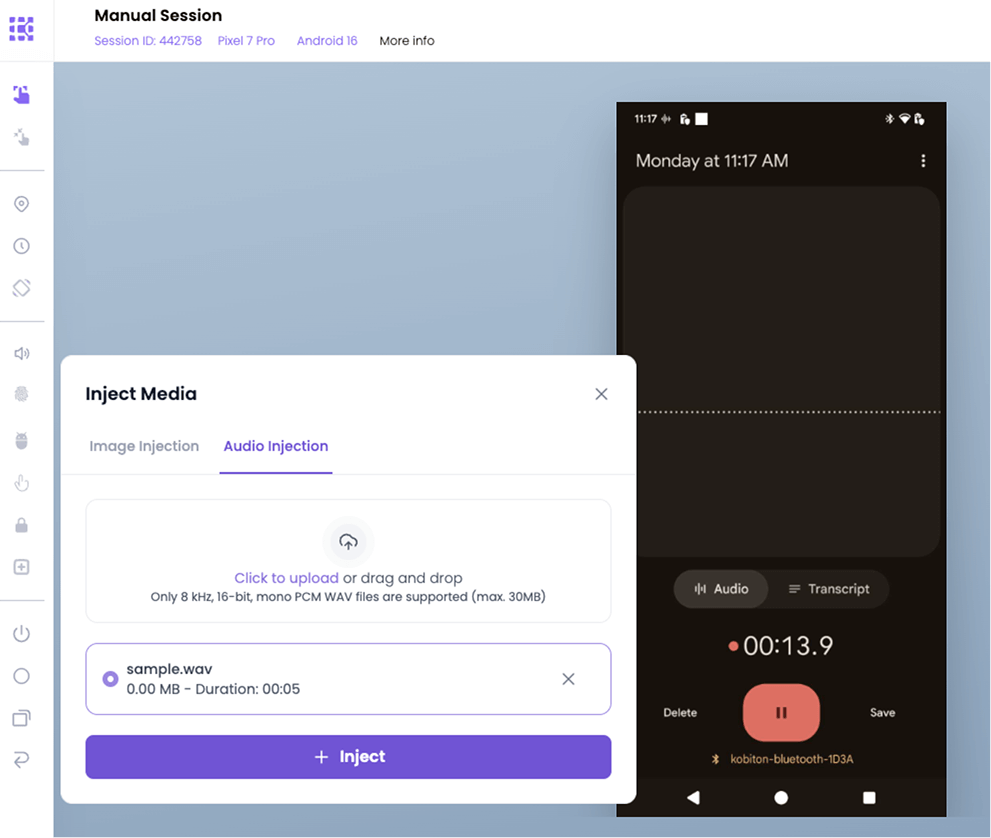 Manual Session
Session ID: 442758 Pixel 7 Pro Android 16 More info
11:17
Monday at 11:17 AM
Inject Media
Image Injection Audio Injection
Click to upload or drag and drop
Only 8 kHz, 16-bit, mono PCM WAV files are supported (max. 30MB)
sample.wav
0.00 MB - Duration: 00:05
+ Inject
Audio Transcript
00:13.9
Delete Save
kobiton-bluetooth-1D3A